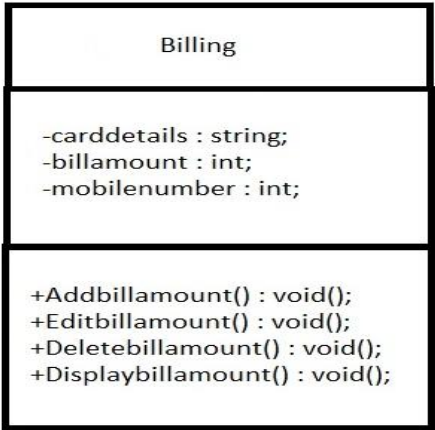 Billing
-carddetails : string;
-billamount : int;
-mobilenumber : int;
+Addbillamount() : void();
+Editbillamount() : void();
+Deletebillamount() : void();
+Displaybillamount() : void();